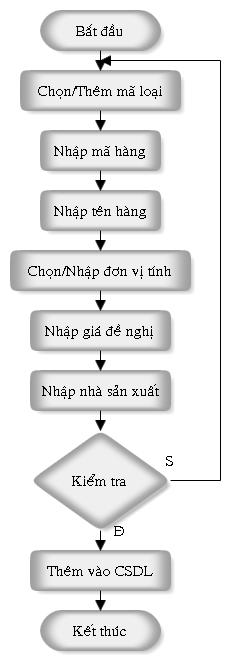 Bắt đầu
Chọn/Thêm mã loại
Nhập mã hàng
Nhập tên hàng
Chọn/Nhập đơn vị tính
Nhập giá đề nghị
Nhập nhà sản xuất
Kiểm tra
S
Đ
Thêm vào CSDL
Kết thúc